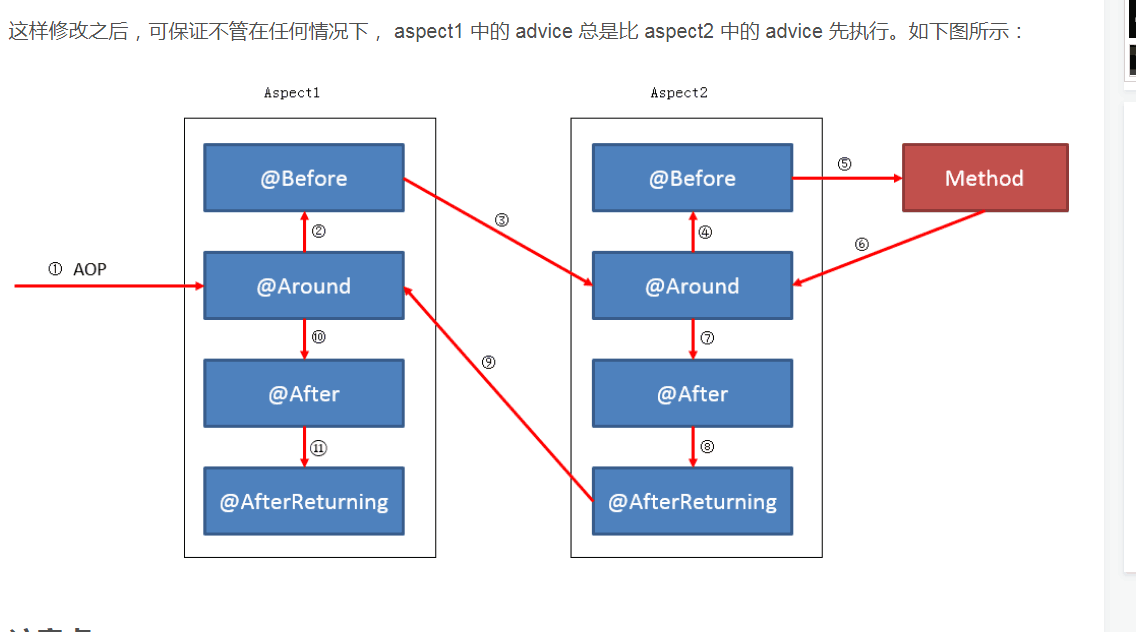 这样修改之后，可保证不管在任何情况下， aspect1 中的 advice 总是比 aspect2 中的 advice 先执行。如下图所示：
Aspect1
Aspect2
@Before
@Before
⑤
Method
②
③
④
⑥
① AOP
@Around
@Around
⑩
⑨
⑦
@After
@After
⑪
⑧
@AfterReturning
@AfterReturning